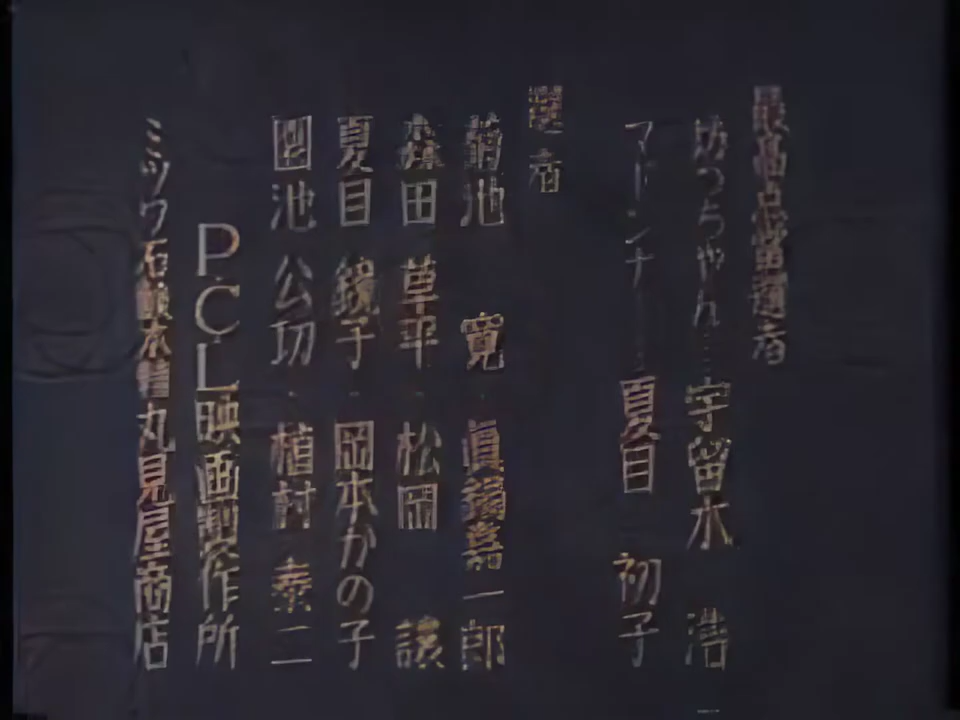 最高点当選者
坊つちやん… 宇留木 浩
マドンナ… 夏目 初子
選者
菊池 寛・眞鍋嘉一郎
森田草平・松岡 譲
夏目鏡子・岡本かの子
園池公功・植村泰二
PCL映画製作所
ミツワ石鹸本舗丸見屋商店